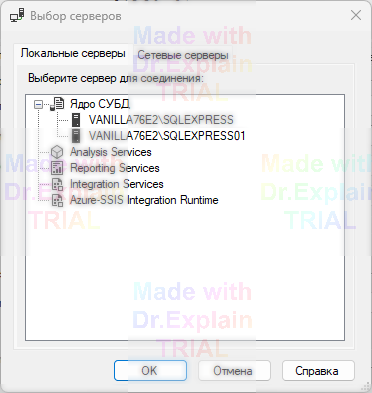 Выбор серверов
Made with
Dr.Explain
TRIAL
Локальные серверы
Сетевые серверы
Выберите сервер для соединения:
Ядро СУБД
VANILLA76E2\SQLEXPRESS
VANILLA76E2\SQLEXPRESS01
Analysis Services
Reporting Services
Integration Services
Azure-SSIS Integration Runtime
Made with
Dr.Explain
TRIAL
Made with
Dr.Explain
TRIAL
Made with
Dr.Explain
TRIAL
OK
Отмена
Справка